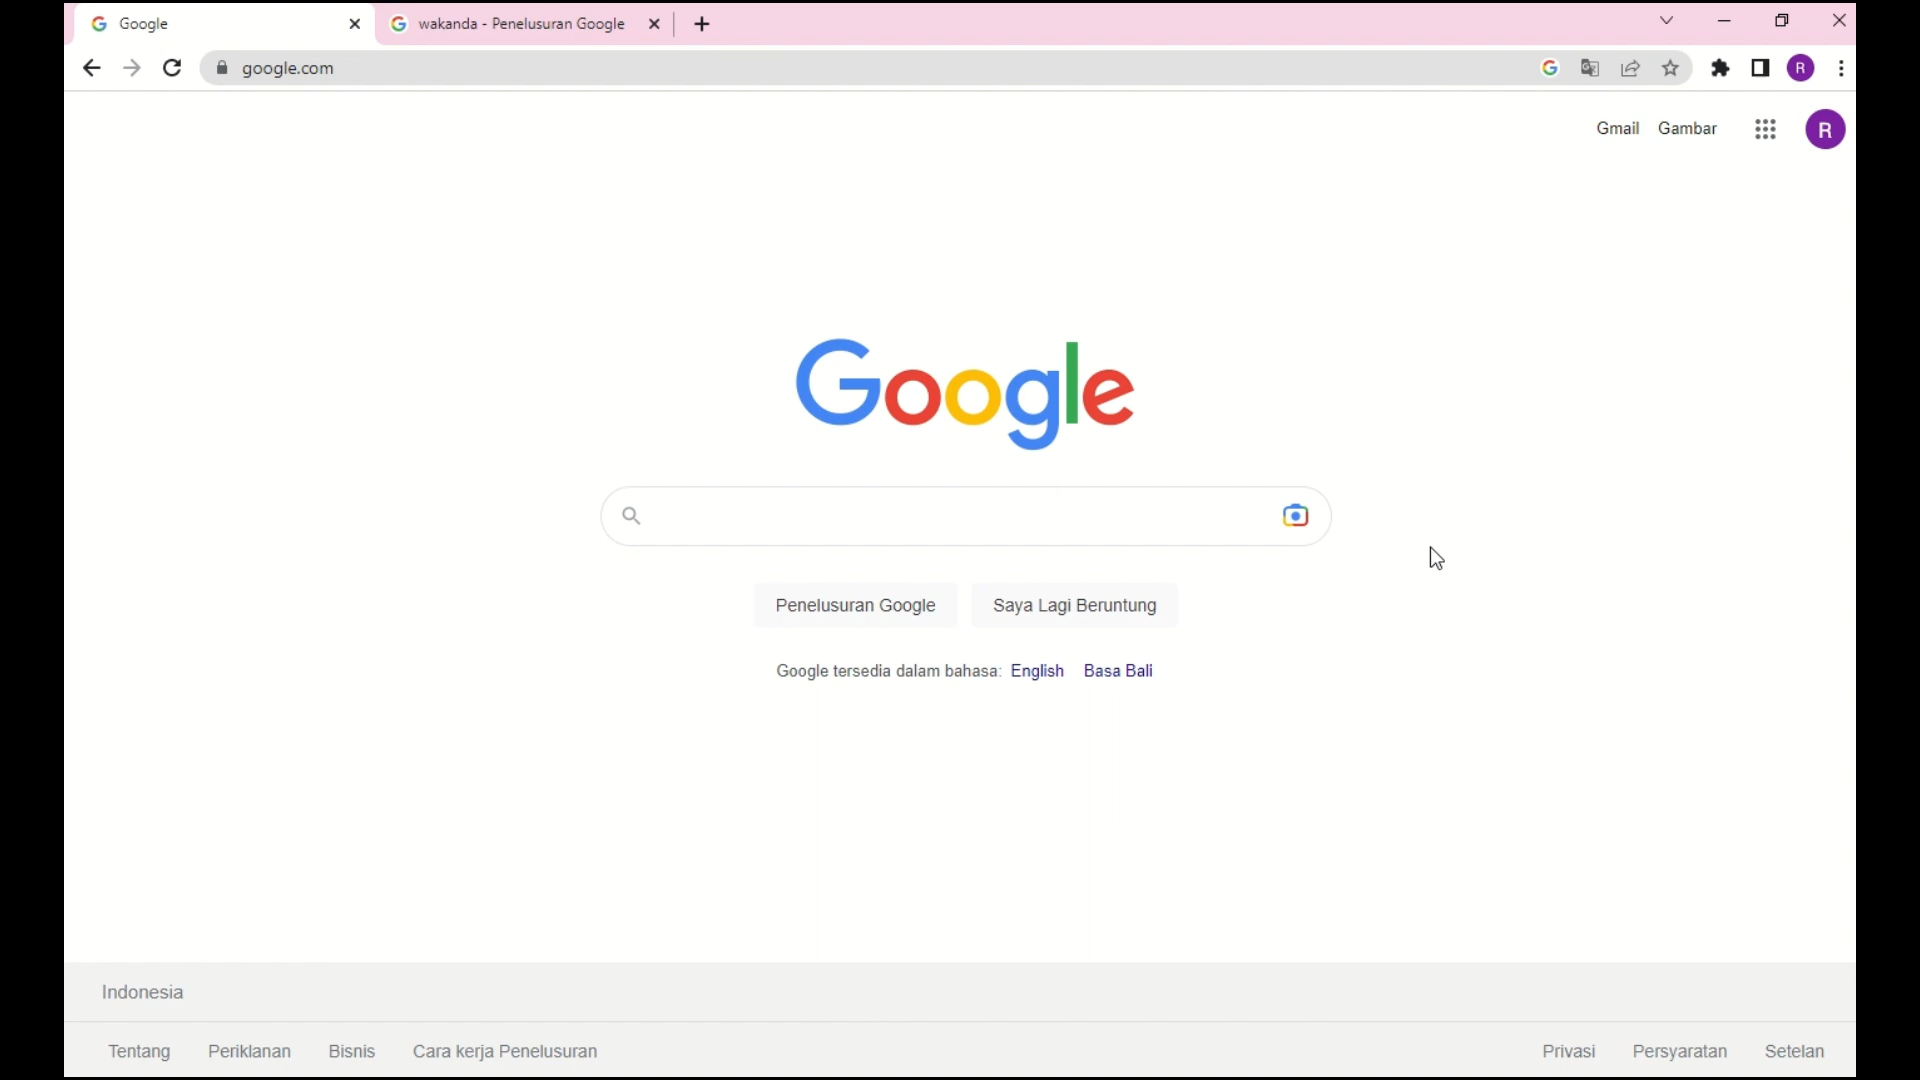 Google
wakanda - Penelusuran Google
google.com
R
Gmail Gambar
R
Google
Penelusuran Google Saya Lagi Beruntung
Google tersedia dalam bahasa: English Basa Bali
Indonesia
Tentang Periklanan Bisnis Cara kerja Penelusuran Privasi Persyaratan Setelan